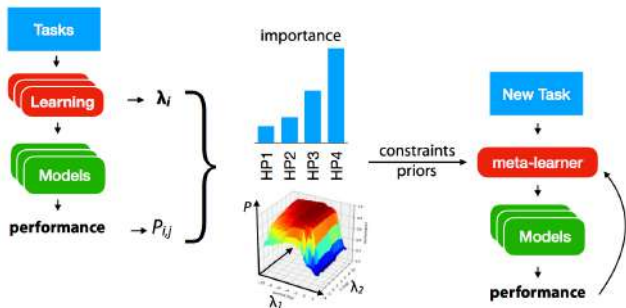 Tasks
Learning
λi
Models
performance
Pi,j
importance
HP1
HP2
HP3
HP4
P
λ1
λ2
constraints
priors
New Task
meta-learner
Models
performance